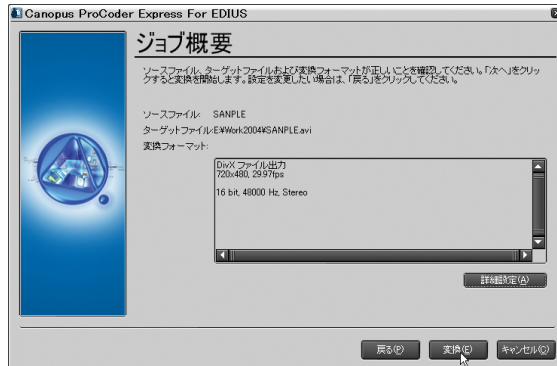 Canopus ProCoder Express For EDIUS
ジョブ概要
ソースファイル、ターゲットファイルおよび変換フォーマットが正しいことを確認してください。「次へ」をクリッ
クすると変換を開始します。設定を変更したい場合は、「戻る」をクリックしてください。
ソースファイル: SANPLE
ターゲットファイル:E¥Work2004¥SANPLE.avi
変換フォーマット:
DivX ファイル出力
720x480, 29.97fps
16 bit, 48000 Hz, Stereo
詳細設定(A)
戻る(P) 変換(E) キャンセル(C)